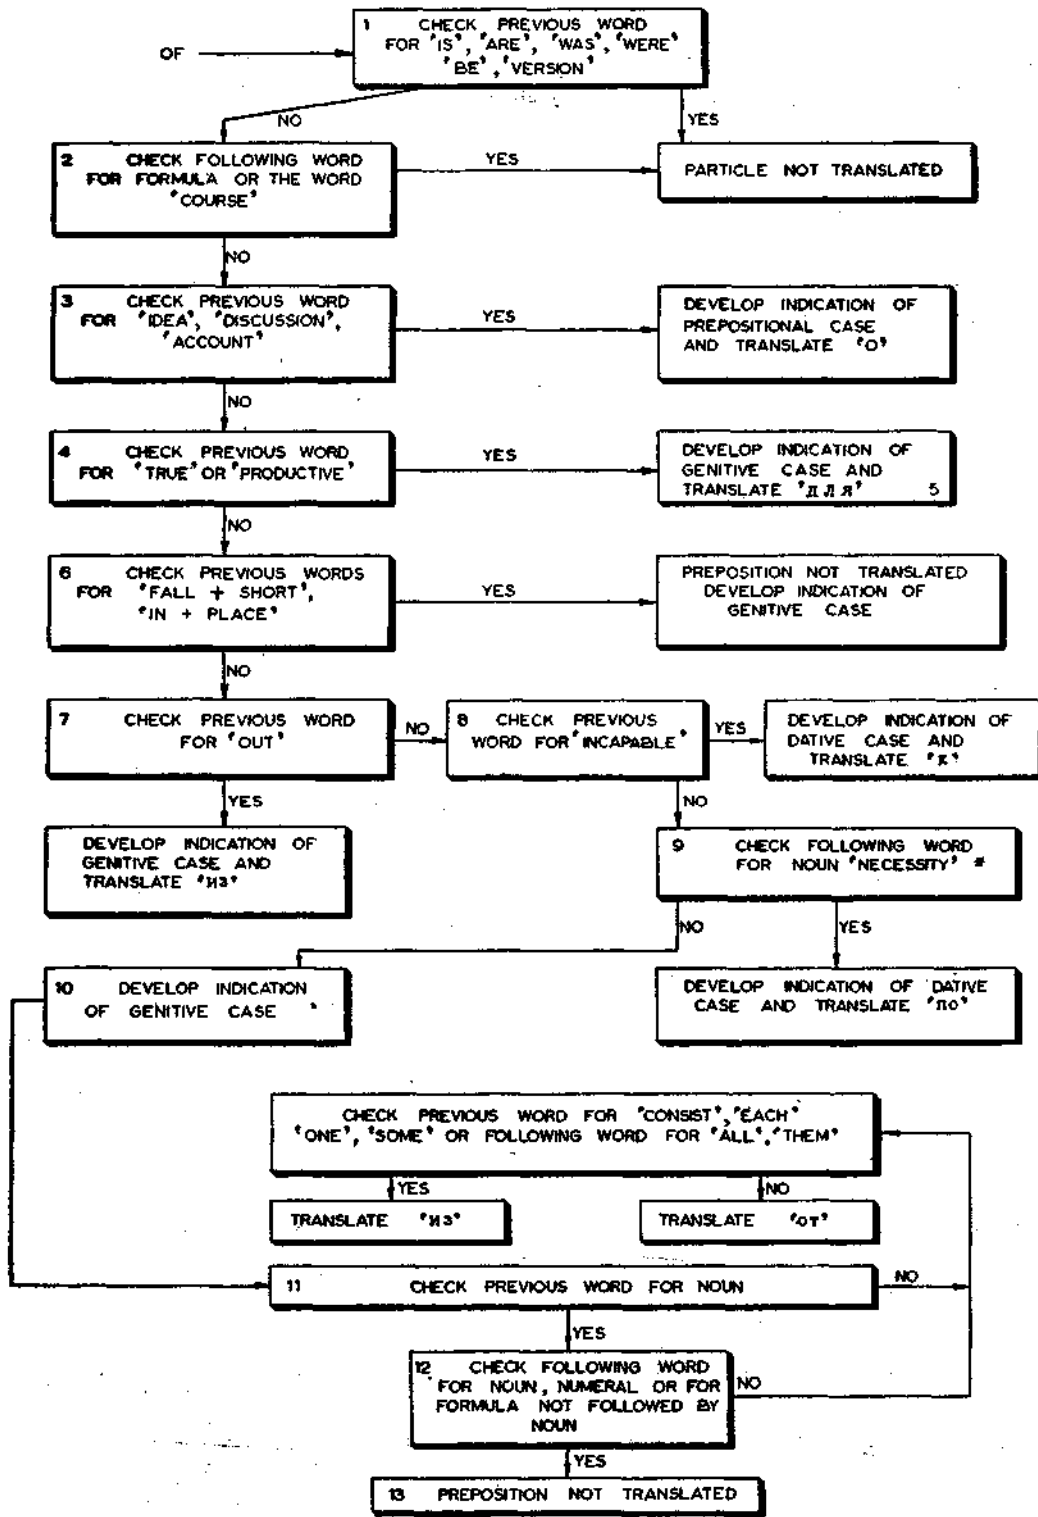 1 CHECK PREVIOUS WORD
FOR "IS", "ARE", "WAS", "WERE"
"BE", "VERSION"
OF
NO
YES
2 CHECK FOLLOWING WORD
FOR FORMULA OR THE WORD
"COURSE"
YES
PARTICLE NOT TRANSLATED
NO
3 CHECK PREVIOUS WORD
FOR "IDEA", "DISCUSSION",
"ACCOUNT"
YES
DEVELOP INDICATION OF
PREPOSITIONAL CASE
AND TRANSLATE "O"
NO
4 CHECK PREVIOUS WORD
FOR "TRUE" OR "PRODUCTIVE"
YES
DEVELOP INDICATION OF
GENITIVE CASE AND
TRANSLATE "ДЛЯ" 5
NO
6 CHECK PREVIOUS WORDS
FOR "FALL + SHORT",
"IN + PLACE"
YES
PREPOSITION NOT TRANSLATED
DEVELOP INDICATION OF
GENITIVE CASE
NO
7 CHECK PREVIOUS WORD
FOR "OUT"
NO
8 CHECK PREVIOUS
WORD FOR "INCAPABLE"
YES
DEVELOP INDICATION OF
DATIVE CASE AND
TRANSLATE "К"
YES
NO
DEVELOP INDICATION OF
GENITIVE CASE AND
TRANSLATE "ИЗ"
9 CHECK FOLLOWING WORD
FOR NOUN "NECESSITY" #
NO
YES
10 DEVELOP INDICATION
OF GENITIVE CASE
DEVELOP INDICATION OF DATIVE
CASE AND TRANSLATE "ПО"
CHECK PREVIOUS WORD FOR "CONSIST", "EACH"
"ONE", "SOME" OR FOLLOWING WORD FOR "ALL", "THEM"
YES
NO
TRANSLATE "ИЗ"
TRANSLATE "ОТ"
11 CHECK PREVIOUS WORD FOR NOUN
NO
YES
12 CHECK FOLLOWING WORD
FOR NOUN, NUMERAL OR FOR
FORMULA NOT FOLLOWED BY
NOUN
NO
YES
13 PREPOSITION NOT TRANSLATED